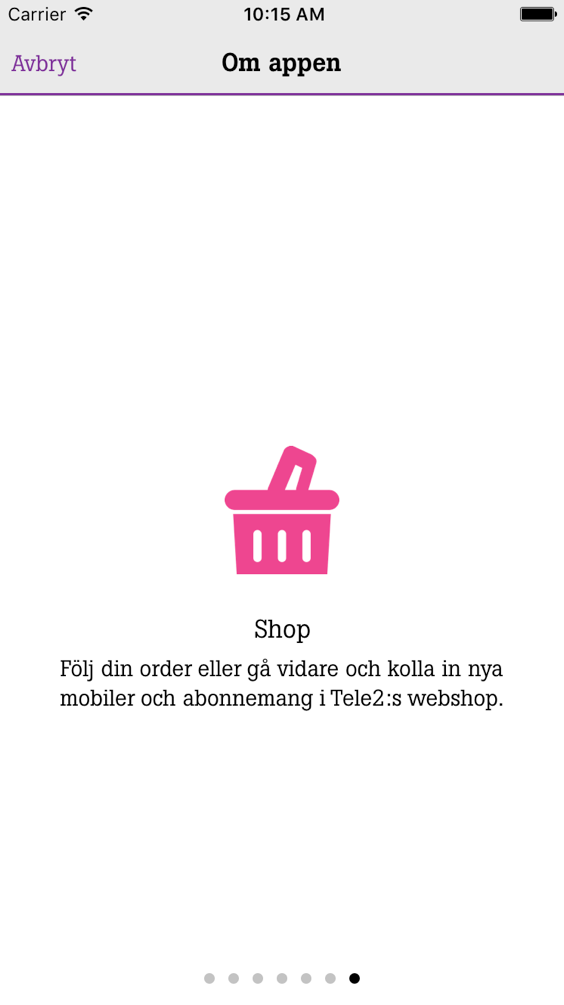 Carrier 10:15 AM
Avbryt Om appen
Shop
Följ din order eller gå vidare och kolla in nya
mobiler och abonnemang i Tele2:s webshop.